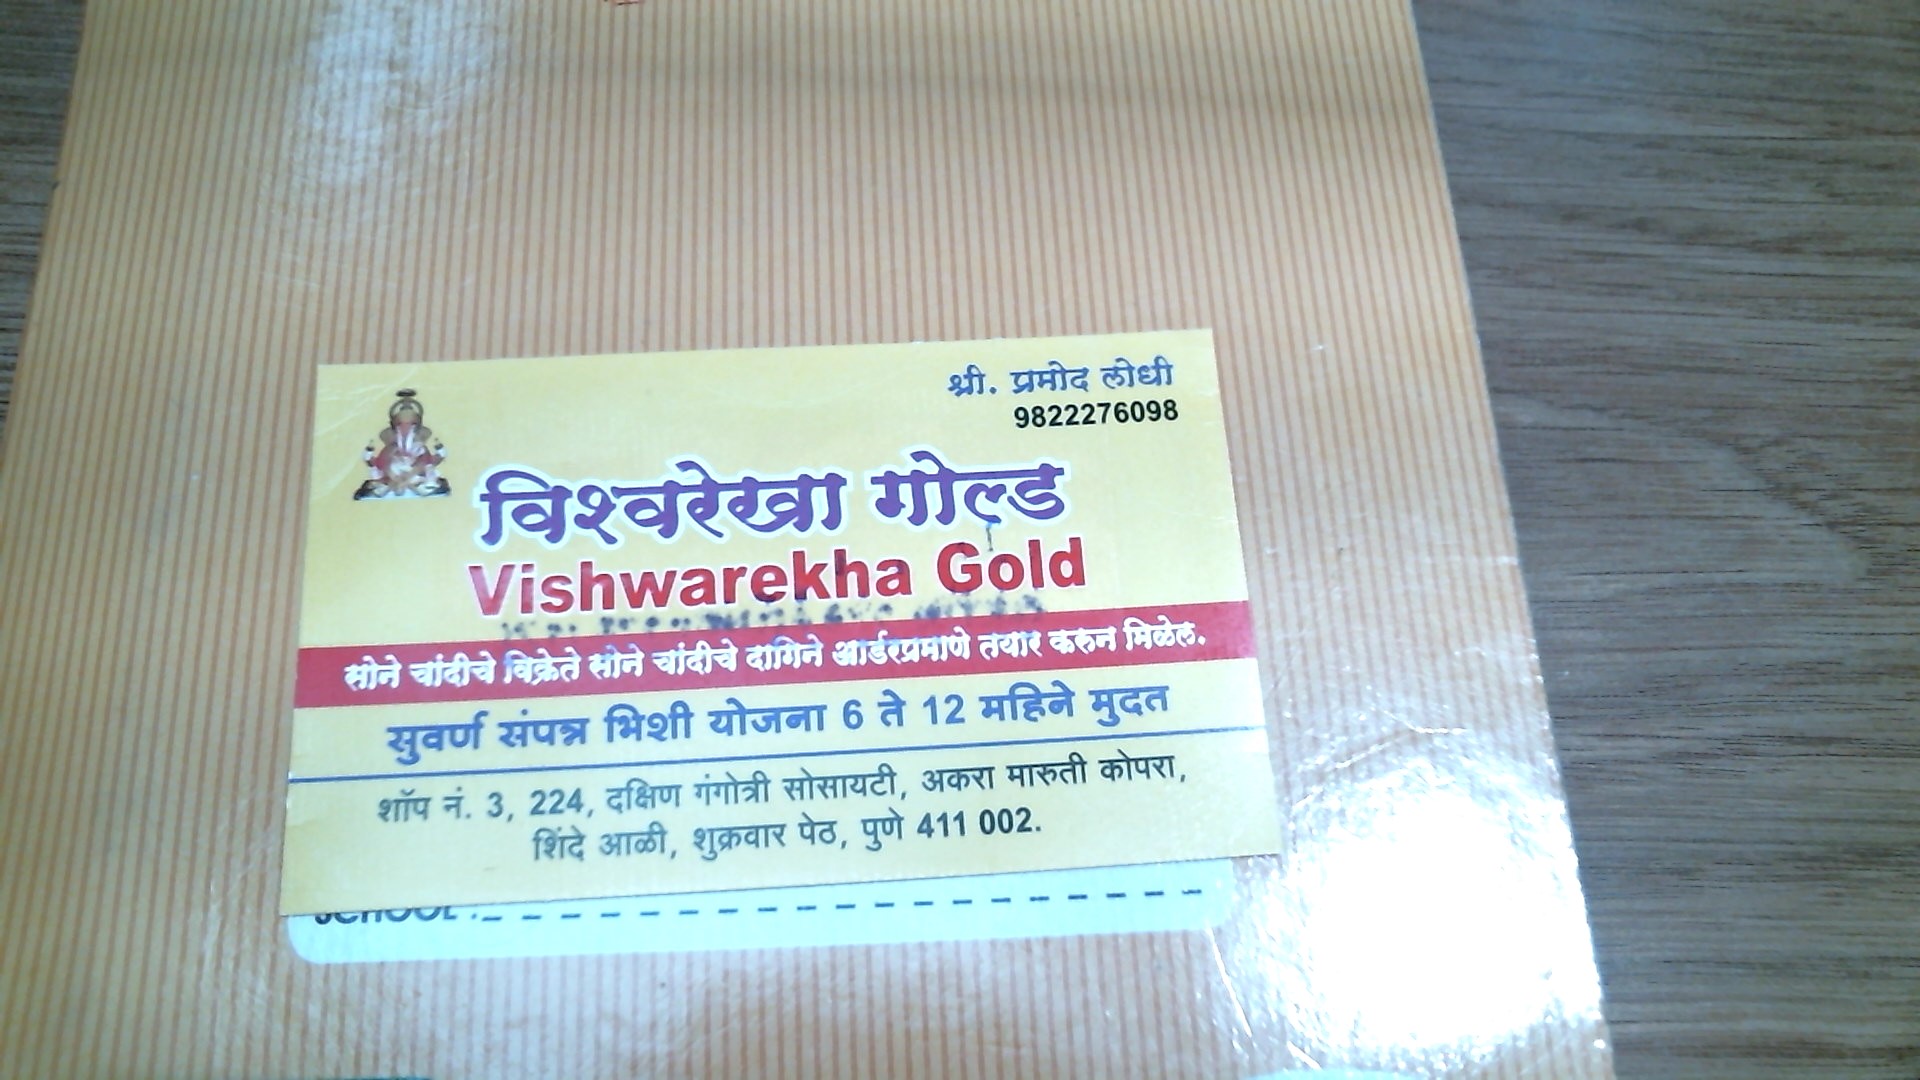 श्री. प्रमोद लोधी
9822276098
विश्वरेखा गोल्ड
Vishwarekha Gold
सोने चांदीचे विक्रेते सोने चांदीचे दागिने आर्डरप्रमाणे तयार करुन मिळेल.
सुवर्ण संपन्न भिशी योजना 6 ते 12 महिने मुदत
शॉप नं. 3, 224, दक्षिण गंगोत्री सोसायटी, अकरा मारुती कोपरा,
शिंदे आळी, शुक्रवार पेठ, पुणे 411 002.
SCHOOL :